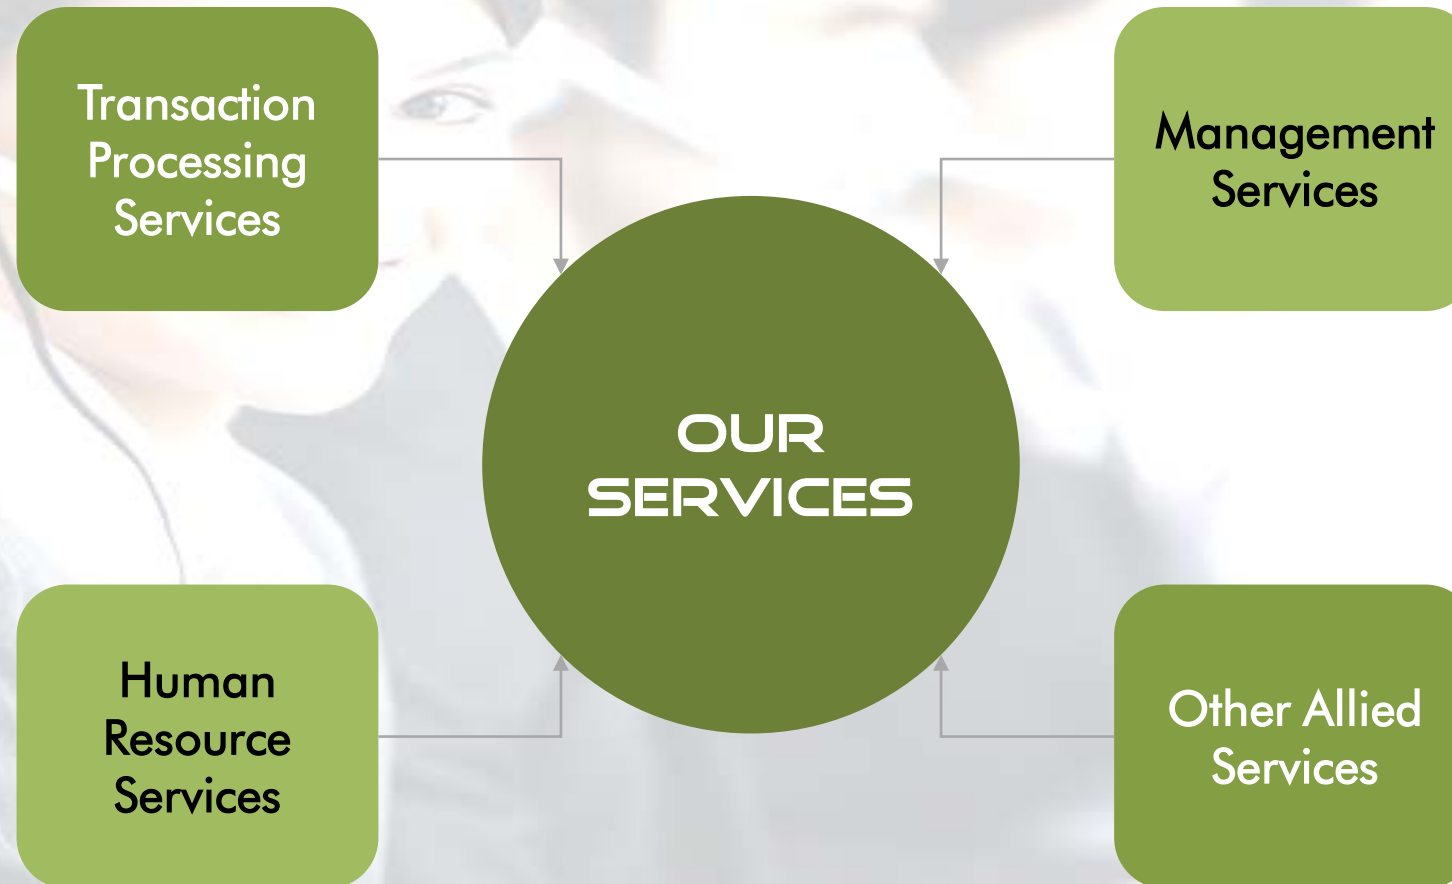 Transaction
Processing
Services
Management
Services
OUR
SERVICES
Human
Resource
Services
Other Allied
Services